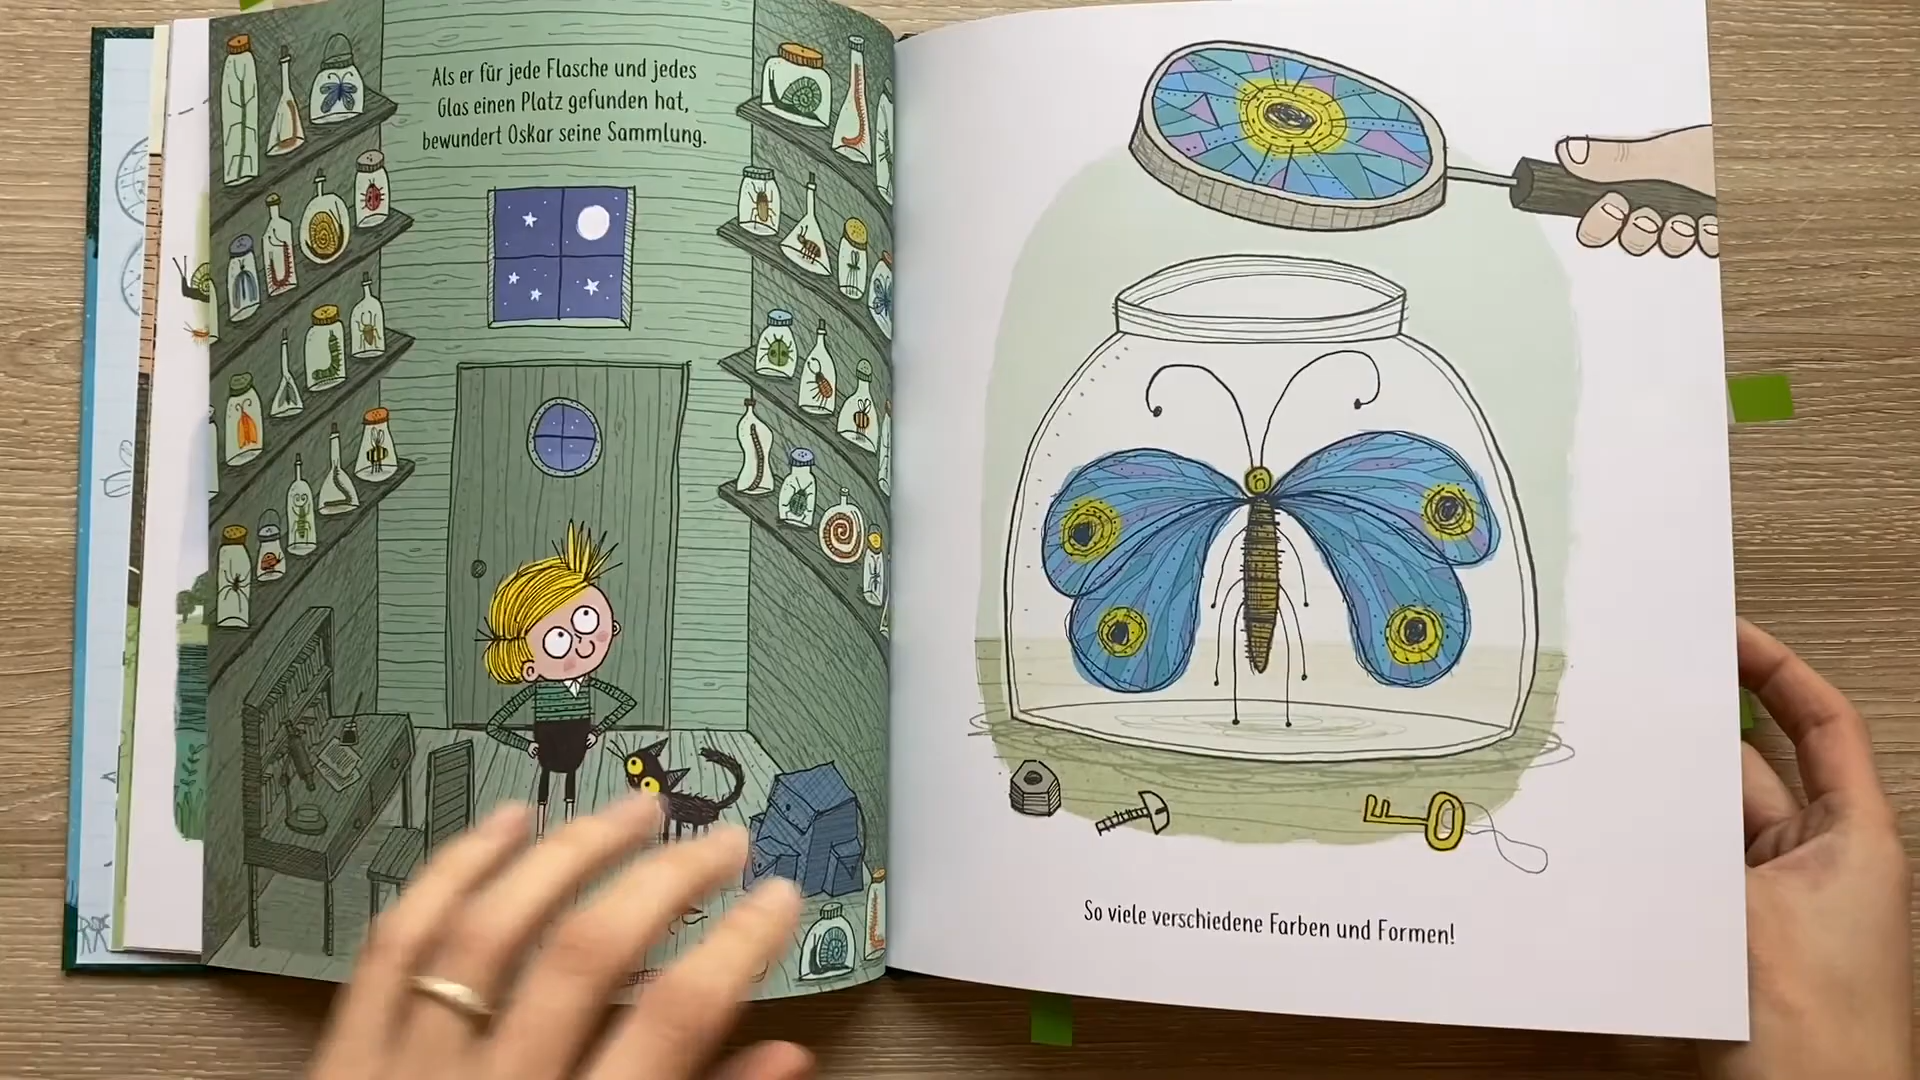 Als er für jede Flasche und jedes
Glas einen Platz gefunden hat,
bewundert Oskar seine Sammlung.
So viele verschiedene Farben und Formen!